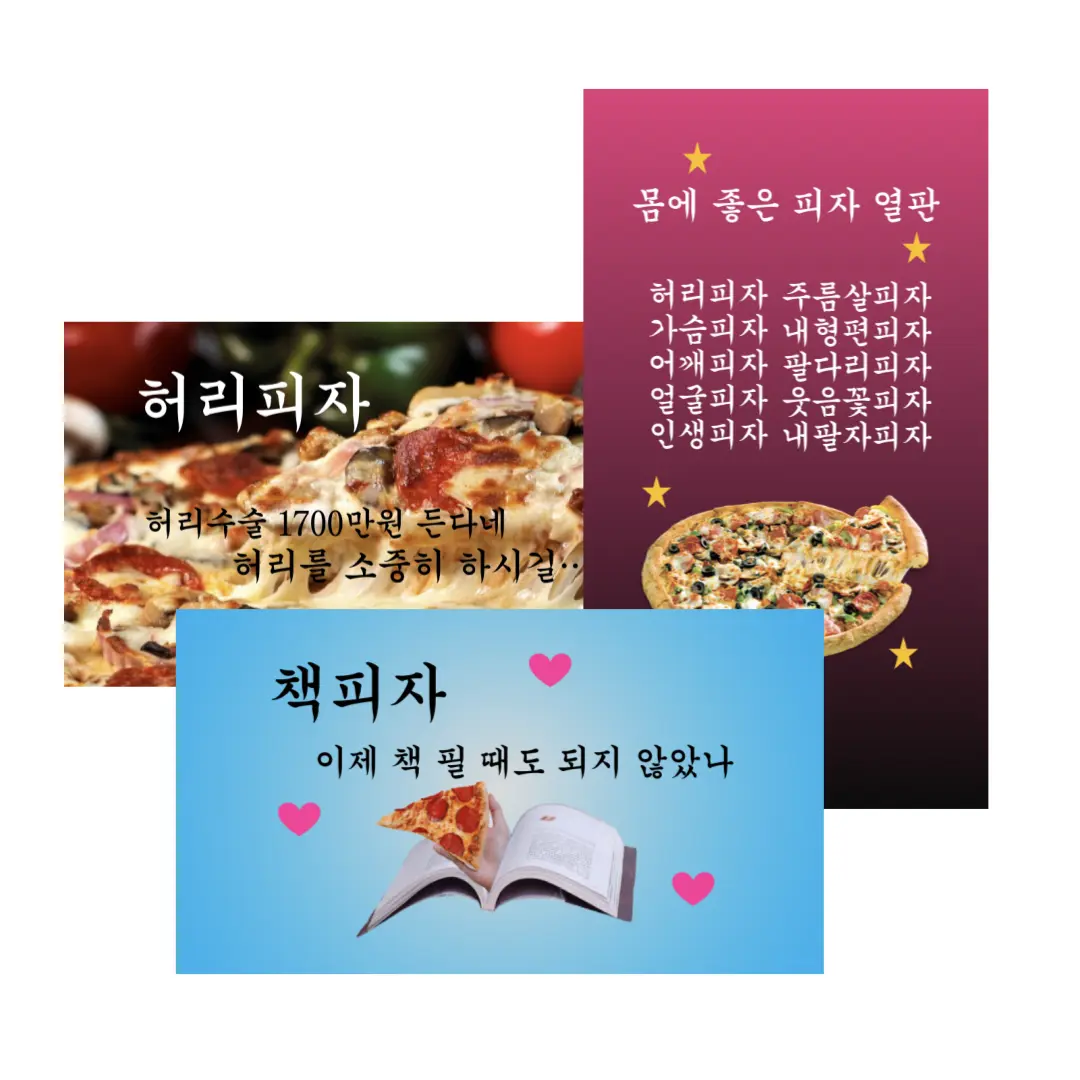 몸에 좋은 피자 열판
허리피자 주름살피자
가슴피자 내형편피자
어깨피자 팔다리피자
얼굴피자 웃음꽃피자
인생피자 내팔자피자
허리피자
허리수술 1700만원 든다네
허리를 소중히 하시길··
책피자
이제 책 필 때도 되지 않았나